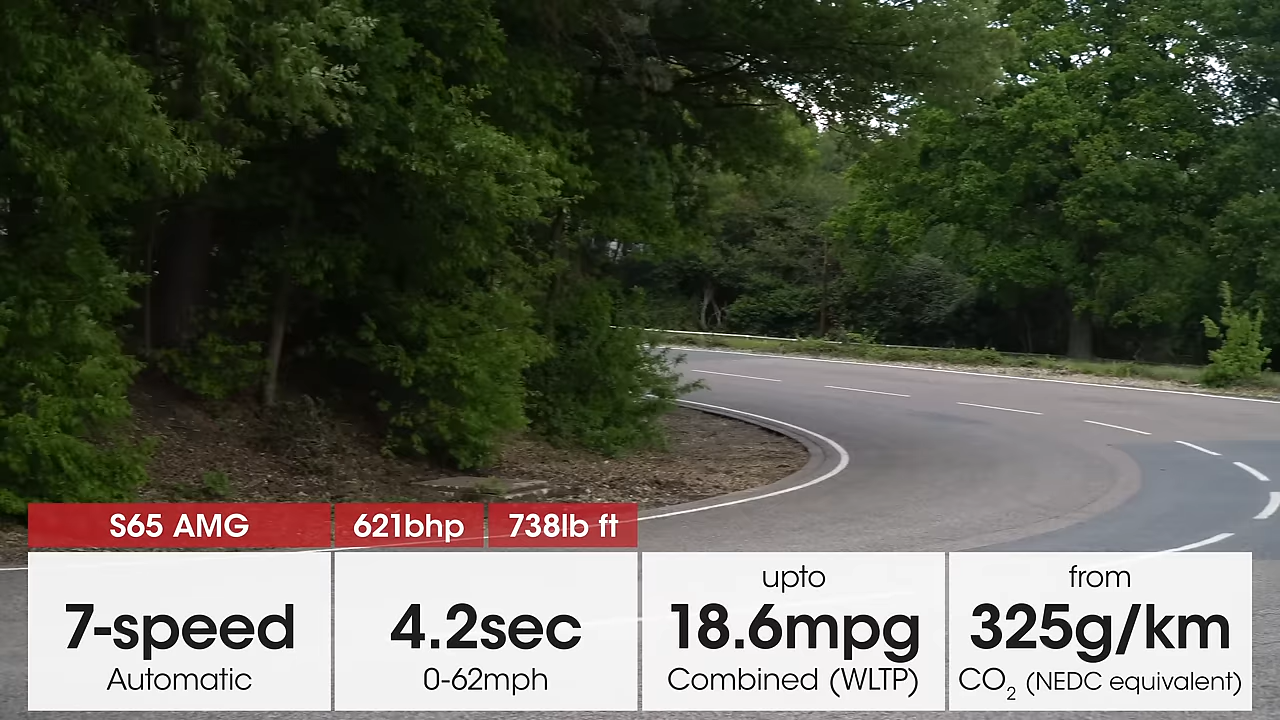 S65 AMG 621bhp 738lb ft
7-speed
Automatic
4.2sec
0-62mph
upto
18.6mpg
Combined (WLTP)
from
325g/km
CO₂ (NEDC equivalent)